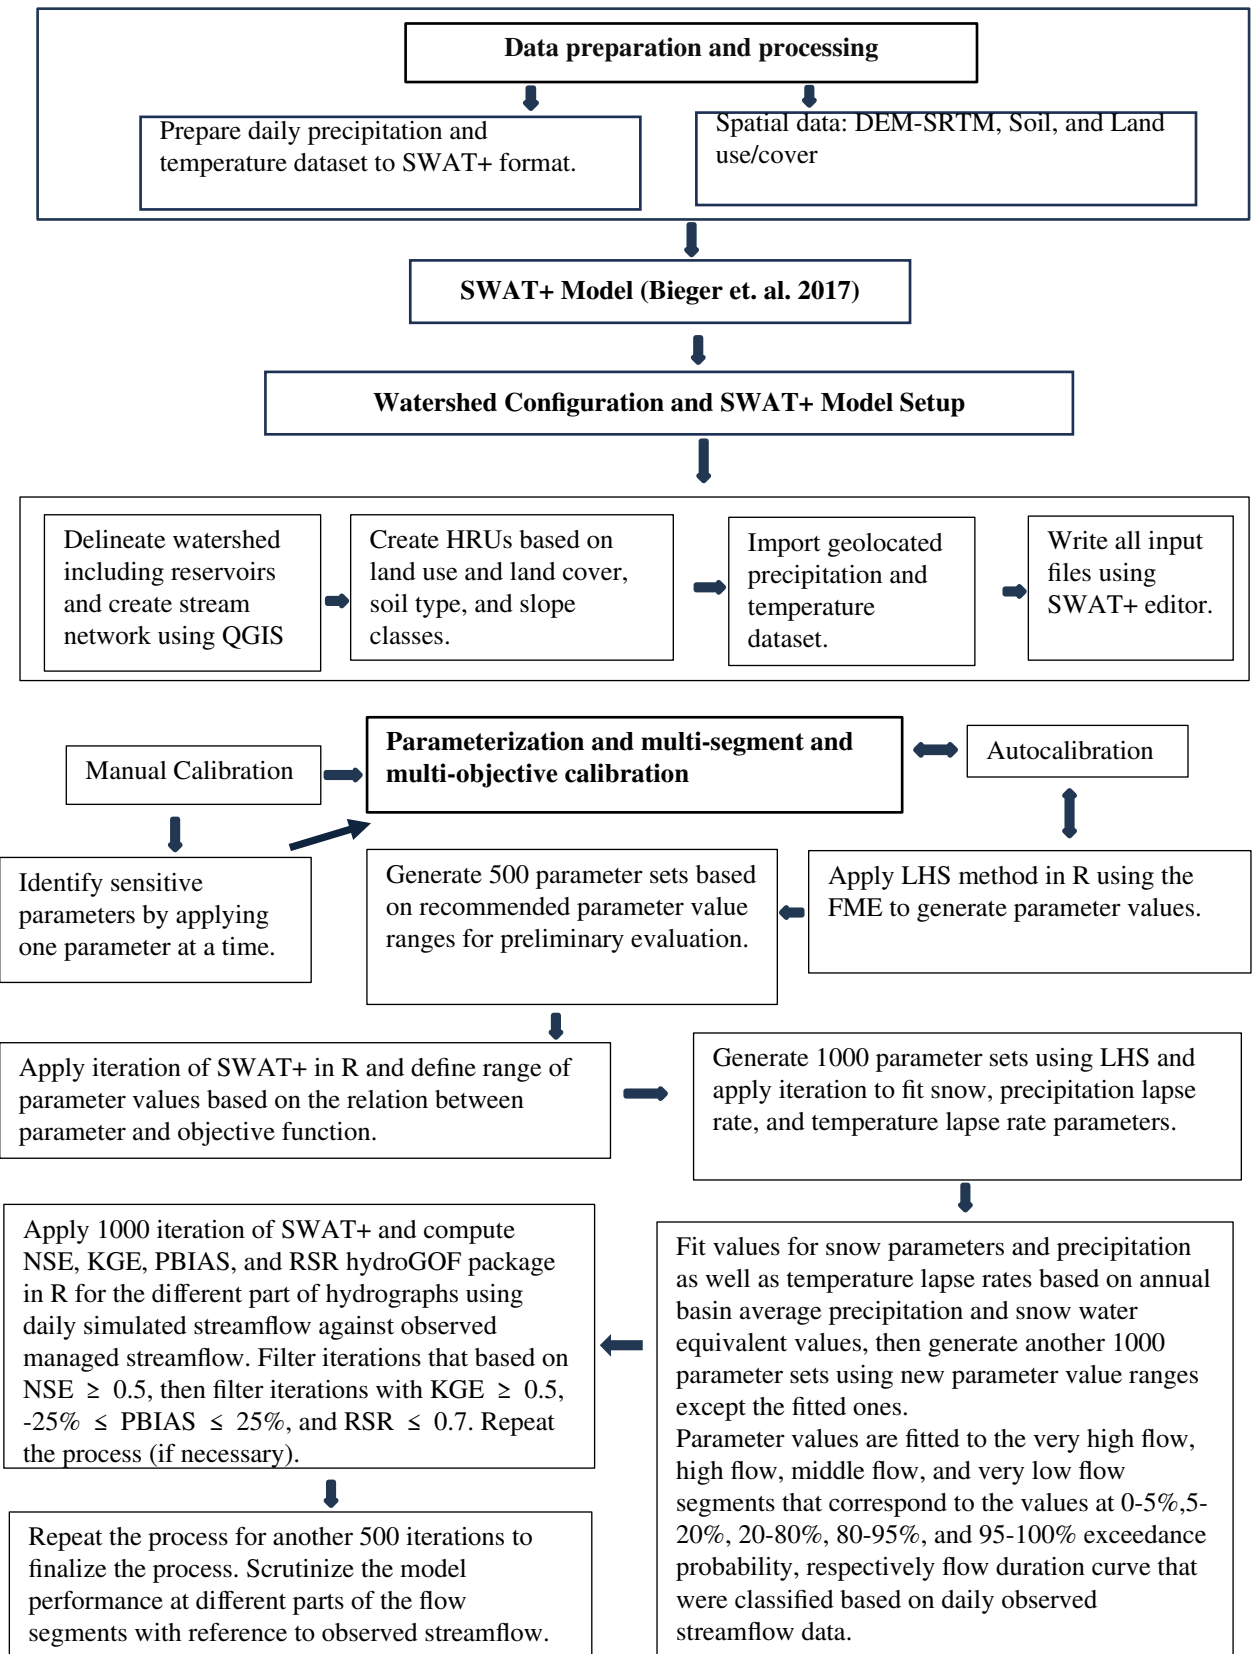 Data preparation and processing
Prepare daily precipitation and
temperature dataset to SWAT+ format.
Spatial data: DEM-SRTM, Soil, and Land
use/cover
SWAT+ Model (Bieger et. al. 2017)
Watershed Configuration and SWAT+ Model Setup
Delineate watershed
including reservoirs
and create stream
network using QGIS
Create HRUs based on
land use and land cover,
soil type, and slope
classes.
Import geolocated
precipitation and
temperature
dataset.
Write all input
files using
SWAT+ editor.
Manual Calibration
Parameterization and multi-segment and
multi-objective calibration
Autocalibration
Identify sensitive
parameters by applying
one parameter at a time.
Generate 500 parameter sets based
on recommended parameter value
ranges for preliminary evaluation.
Apply LHS method in R using the
FME to generate parameter values.
Apply iteration of SWAT+ in R and define range of
parameter values based on the relation between
parameter and objective function.
Generate 1000 parameter sets using LHS and
apply iteration to fit snow, precipitation lapse
rate, and temperature lapse rate parameters.
Apply 1000 iteration of SWAT+ and compute
NSE, KGE, PBIAS, and RSR hydroGOF package
in R for the different part of hydrographs using
daily simulated streamflow against observed
managed streamflow. Filter iterations that based on
NSE ≥ 0.5, then filter iterations with KGE ≥ 0.5,
-25% ≤ PBIAS ≤ 25%, and RSR ≤ 0.7. Repeat
the process (if necessary).
Fit values for snow parameters and precipitation
as well as temperature lapse rates based on annual
basin average precipitation and snow water
equivalent values, then generate another 1000
parameter sets using new parameter value ranges
except the fitted ones.
Parameter values are fitted to the very high flow,
high flow, middle flow, and very low flow
segments that correspond to the values at 0-5%,5-
20%, 20-80%, 80-95%, and 95-100% exceedance
probability, respectively flow duration curve that
were classified based on daily observed
streamflow data.
Repeat the process for another 500 iterations to
finalize the process. Scrutinize the model
performance at different parts of the flow
segments with reference to observed streamflow.